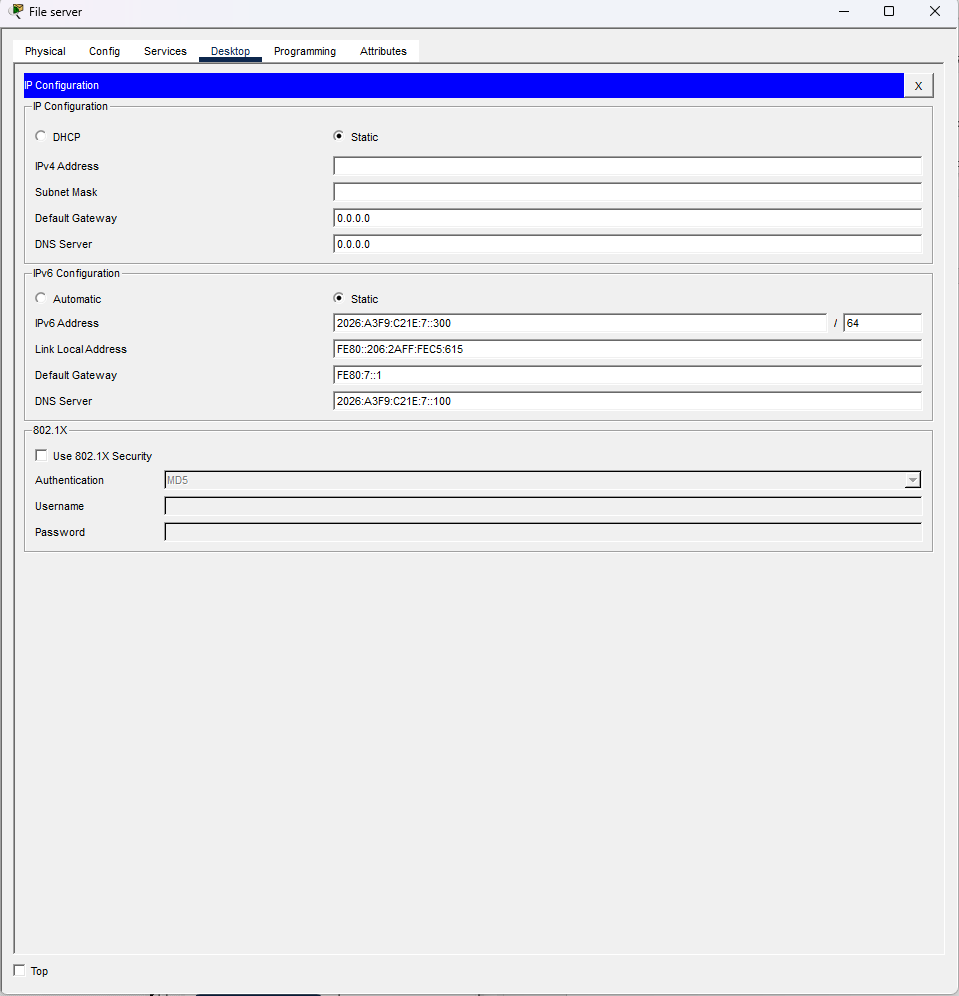 File server
Physical Config Services Desktop Programming Attributes
IP Configuration
X
IP Configuration
DHCP Static
IPv4 Address
Subnet Mask
Default Gateway 0.0.0.0
DNS Server 0.0.0.0
IPv6 Configuration
Automatic Static
IPv6 Address 2026:A3F9:C21E:7::300 / 64
Link Local Address FE80::206:2AFF:FEC5:615
Default Gateway FE80:7::1
DNS Server 2026:A3F9:C21E:7::100
802.1X
Use 802.1X Security
Authentication MD5
Username
Password
Top